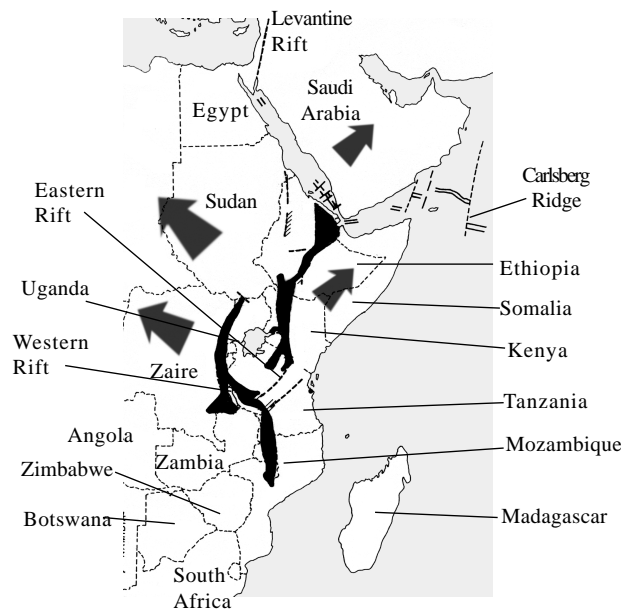 Levantine
Rift
Saudi
Arabia
Egypt
Carlsberg
Ridge
Eastern
Rift
Sudan
Ethiopia
Uganda
Somalia
Western
Rift
Kenya
Zaire
Tanzania
Angola
Mozambique
Zambia
Zimbabwe
Botswana
Madagascar
South
Africa